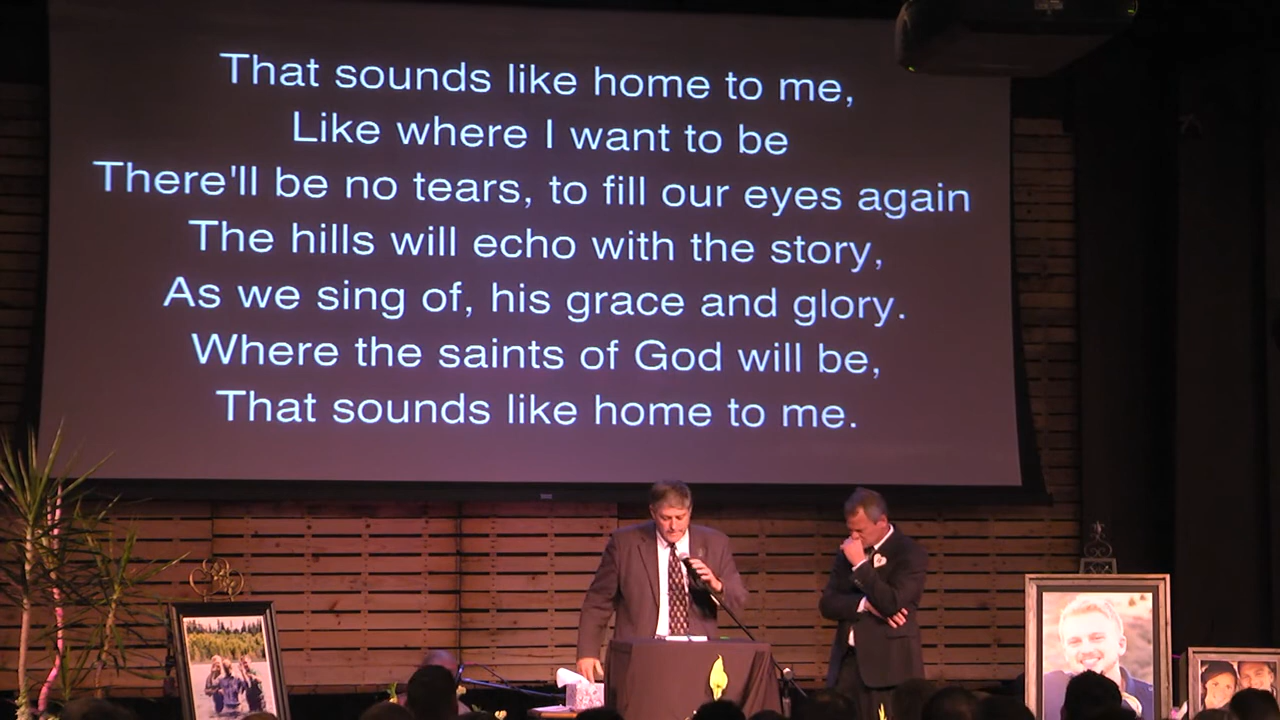 That sounds like home to me,
Like where I want to be
There'll be no tears, to fill our eyes again
The hills will echo with the story,
As we sing of, his grace and glory.
Where the saints of God will be,
That sounds like home to me.